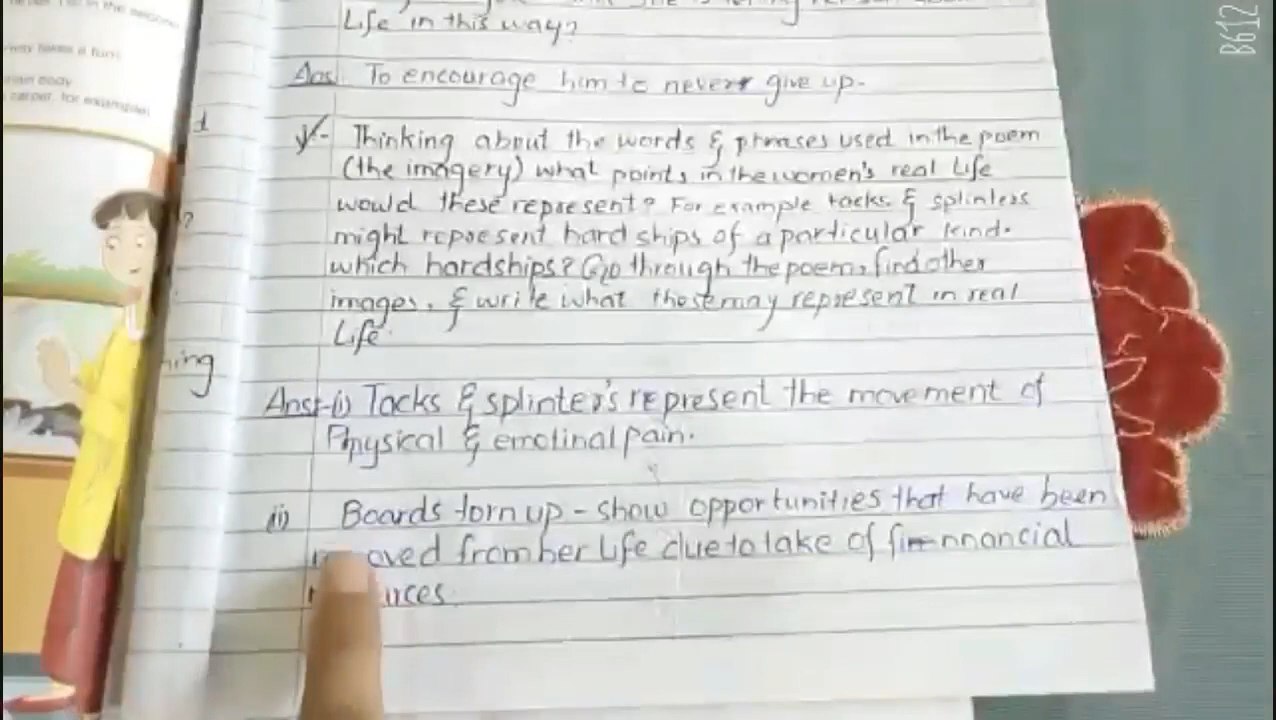 Life in this way?
Ans: To encourage him to never give up.
v- Thinking about the words & phrases used in the poem
(the imagery) what points in the women's real life
would these represent? For example tacks & splinters
might represent hardships of a particular kind.
which hardships? Go through the poem, find other
images, & write what these may represent in real
Life.
Ans:-(i) Tacks & splinter's represent the movement of
Physical & emotinal pain.
(ii) Boards torn up - show opportunities that have been
from her Life due to lake of finnancial
B612